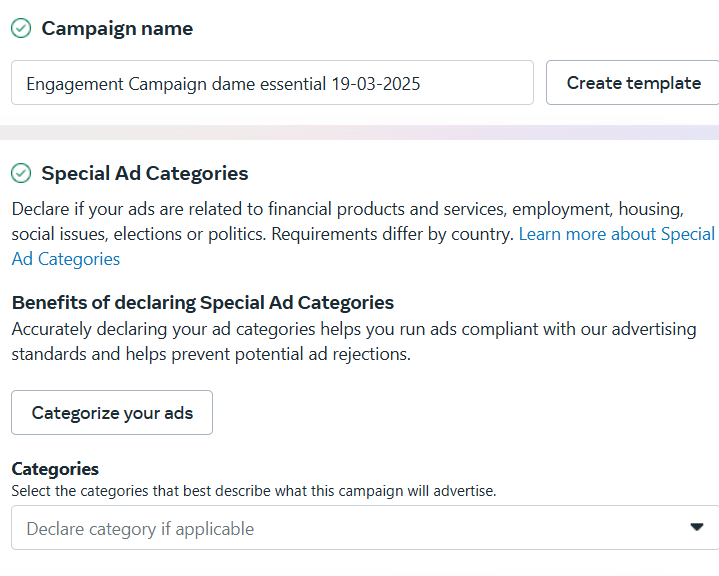 Campaign name
Engagement Campaign dame essential 19-03-2025
Create template
Special Ad Categories
Declare if your ads are related to financial products and services, employment, housing,
social issues, elections or politics. Requirements differ by country. Learn more about Special
Ad Categories
Benefits of declaring Special Ad Categories
Accurately declaring your ad categories helps you run ads compliant with our advertising
standards and helps prevent potential ad rejections.
Categorize your ads
Categories
Select the categories that best describe what this campaign will advertise.
Declare category if applicable